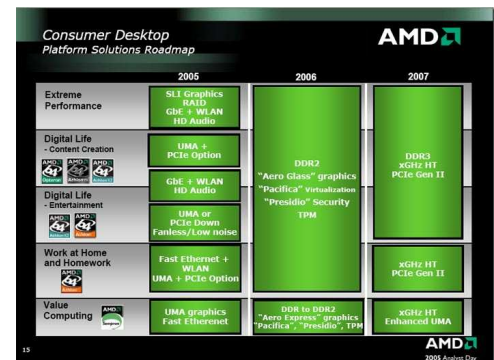 Consumer Desktop
Platform Solutions Roadmap
AMD
2005
2006
2007
Extreme
Performance
SLI Graphics
RAID
GbE + WLAN
HD Audio
Digital Life
- Content Creation
UMA +
PCIe Option
GbE + WLAN
HD Audio
Digital Life
- Entertainment
UMA or
PCIe Down
Fanless/Low noise
Work at Home
and Homework
Fast Ethernet +
WLAN
UMA + PCIe Option
Value
Computing
UMA graphics
Fast Etherenet
DDR2
"Aero Glass" graphics
"Pacifica" Virtualization
"Presidio" Security
TPM
DDR to DDR2
"Aero Express" graphics
"Pacifica", "Presidio", TPM
DDR3
xGHz HT
PCIe Gen II
xGHz HT
PCIe Gen II
xGHz HT
Enhanced UMA
15
AMD
2005 Analyst Day